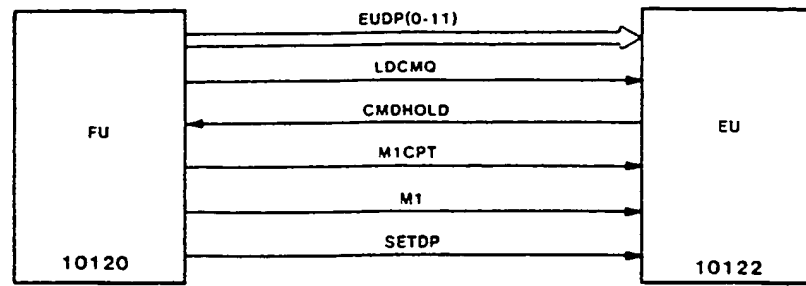 EUDP(0-11)
LDCMQ
CMDHOLD
FU
EU
M1CPT
M1
SETDP
10120
10122